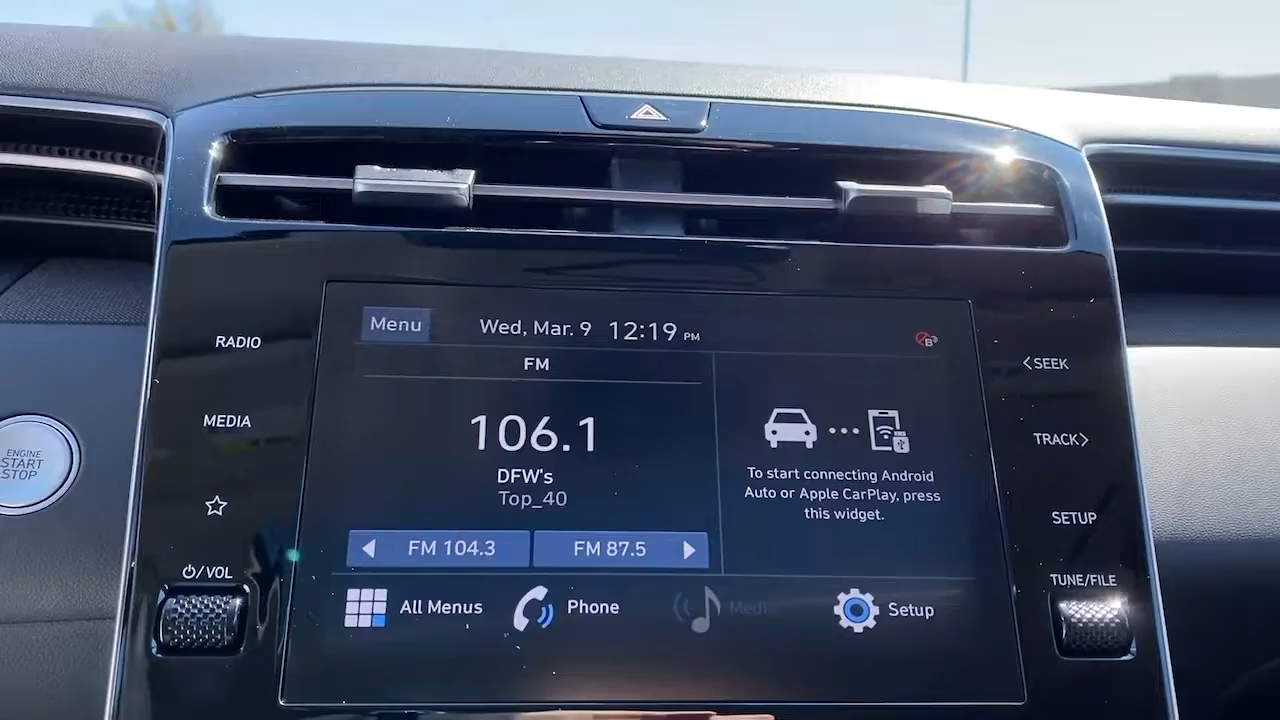 Menu
Wed, Mar. 9 12:19 PM
B
FM
106.1
DFW's
Top_40
FM 104.3
FM 87.5
To start connecting Android
Auto or Apple CarPlay, press
this widget.
All Menus
Phone
Setup
RADIO
MEDIA
/VOL
SEEK
TRACK
SETUP
TUNE/FILE
ENGINE
START
STOP